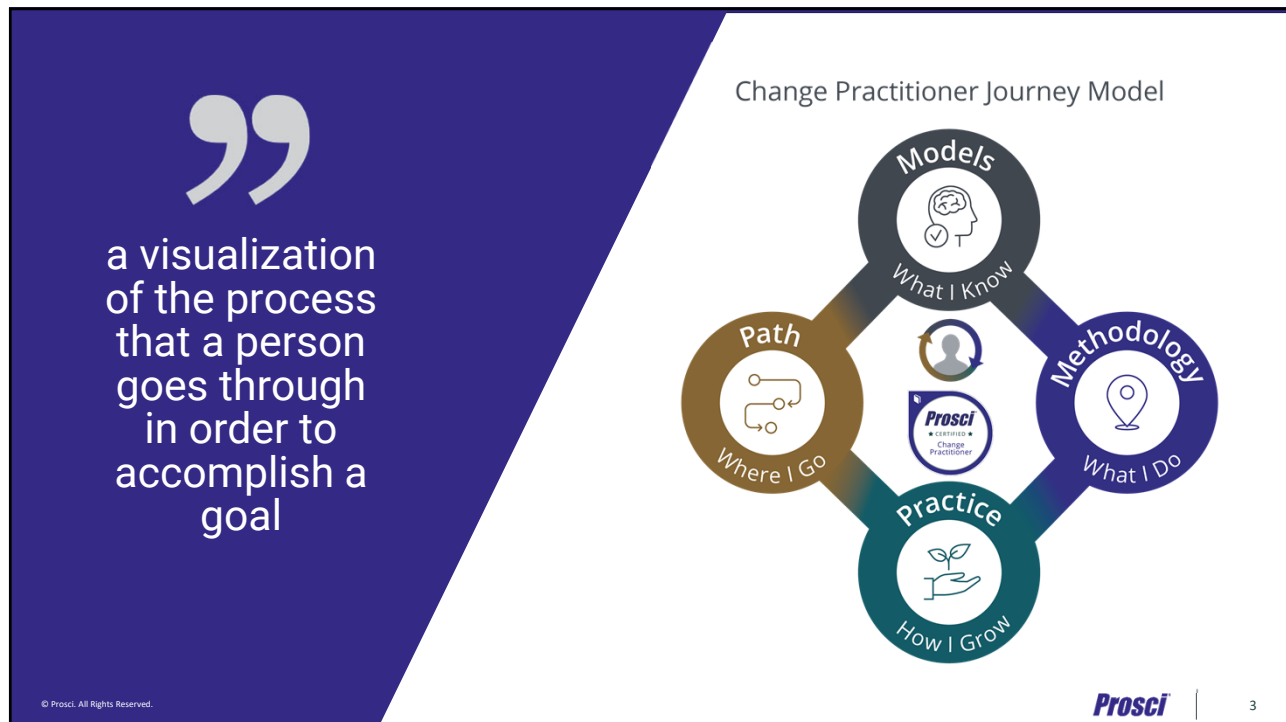 ”
a visualization
of the process
that a person
goes through
in order to
accomplish a
goal
Change Practitioner Journey Model
Models
What I Know
Path
Where I Go
Methodology
What I Do
Prosci
★ CERTIFIED ★
Change
Practitioner
Practice
How I Grow
© Prosci. All Rights Reserved.
Prosci
3